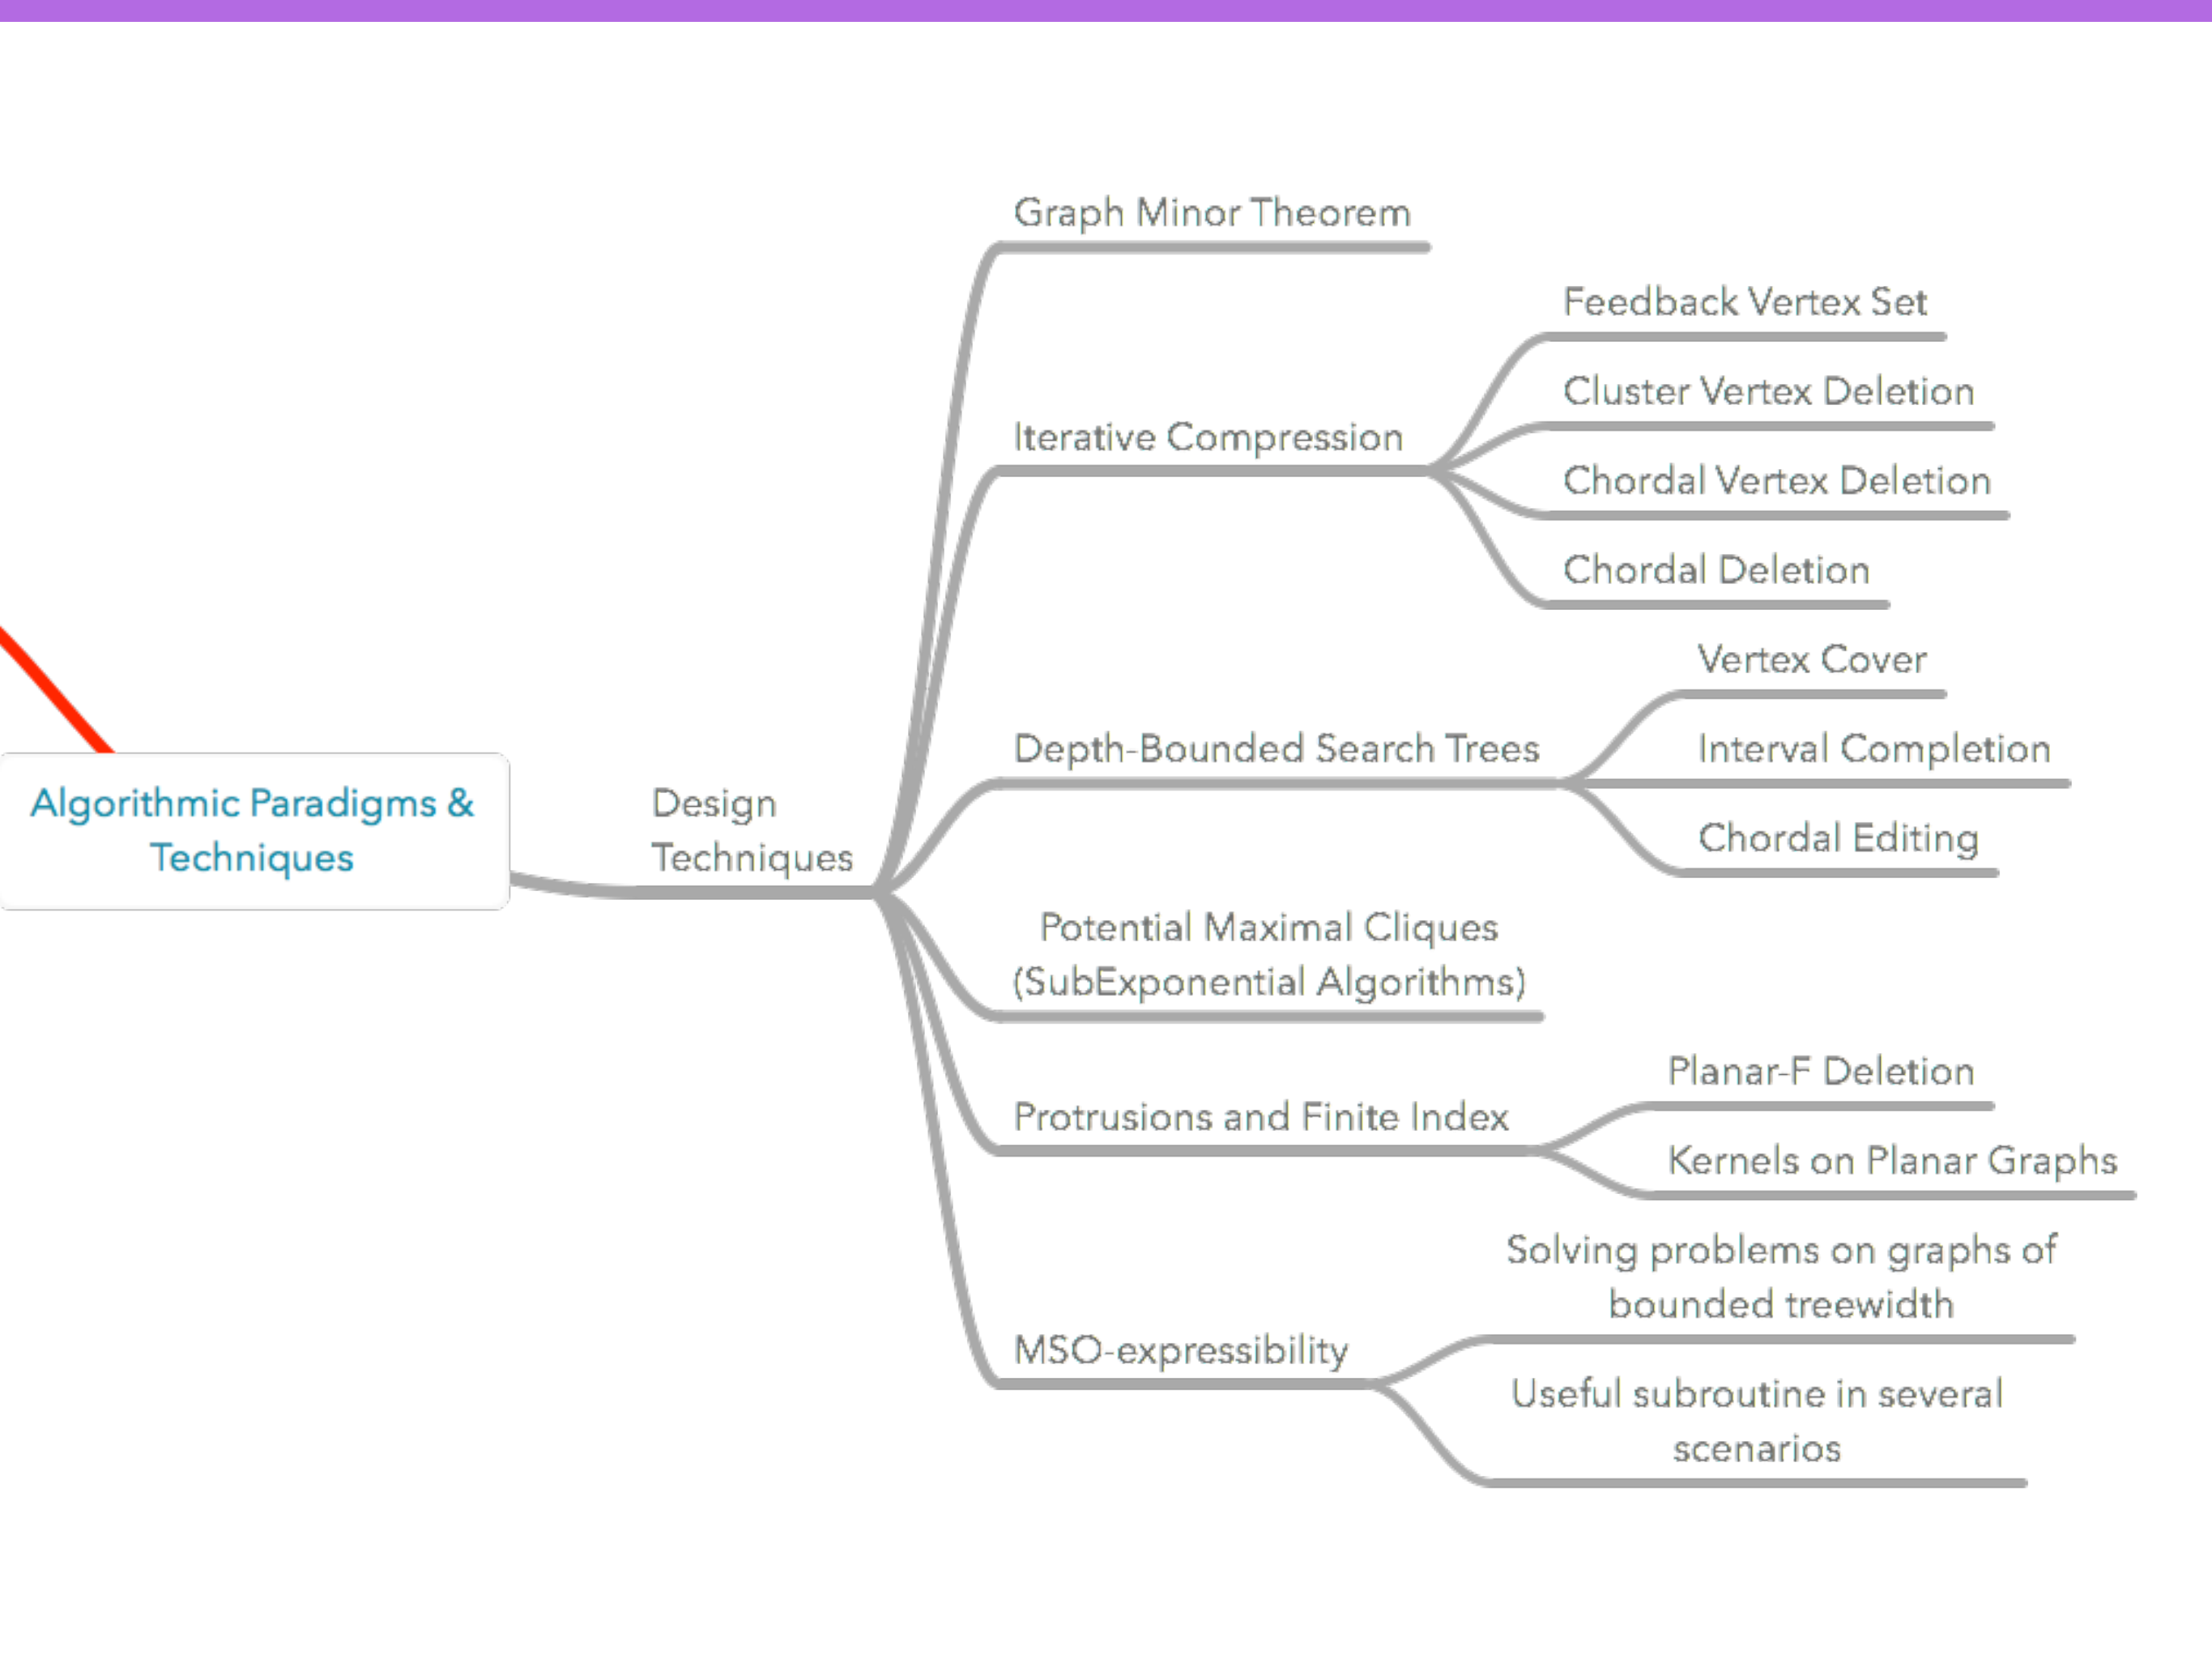 Algorithmic Paradigms &
Techniques
Design
Techniques
Graph Minor Theorem
Iterative Compression
Feedback Vertex Set
Cluster Vertex Deletion
Chordal Vertex Deletion
Chordal Deletion
Depth-Bounded Search Trees
Vertex Cover
Interval Completion
Chordal Editing
Potential Maximal Cliques
(SubExponential Algorithms)
Protrusions and Finite Index
Planar-F Deletion
Kernels on Planar Graphs
MSO-expressibility
Solving problems on graphs of
bounded treewidth
Useful subroutine in several
scenarios